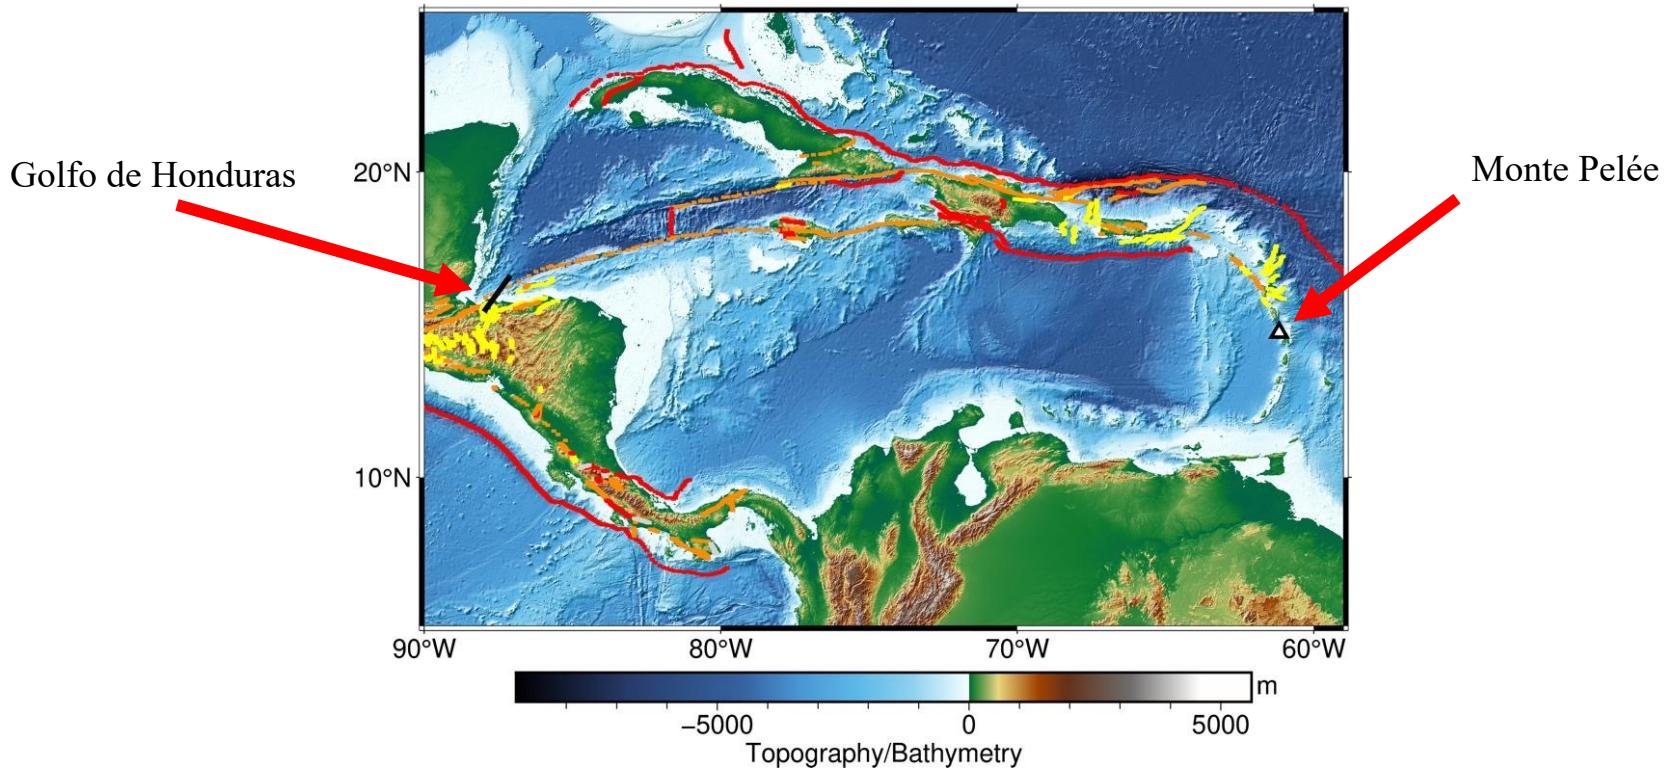 Golfo de Honduras
Monte Pelée
20°N
10°N
90°W
80°W
70°W
60°W
m
−5000
0
5000
Topography/Bathymetry